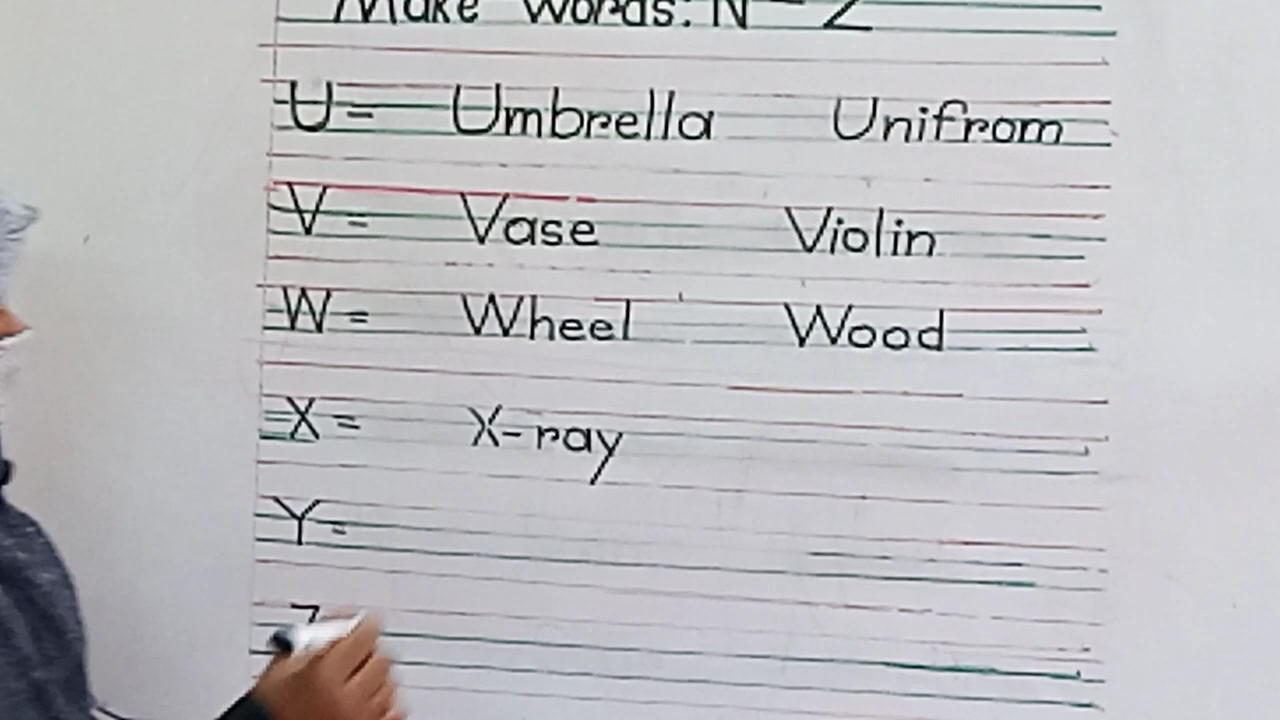 Make Words: N - Z
U = Umbrella Unifrom
V = Vase Violin
W = Wheel Wood
X = X-ray
Y =
Z